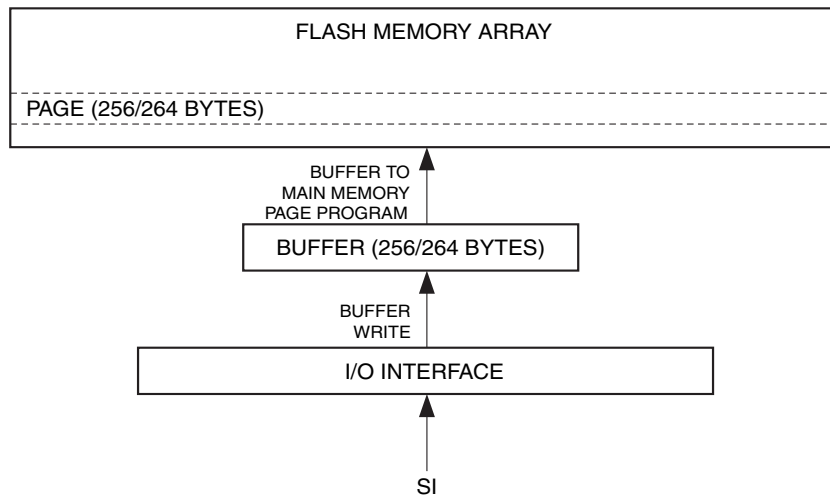 FLASH MEMORY ARRAY
PAGE (256/264 BYTES)
BUFFER TO
MAIN MEMORY
PAGE PROGRAM
BUFFER (256/264 BYTES)
BUFFER
WRITE
I/O INTERFACE
SI